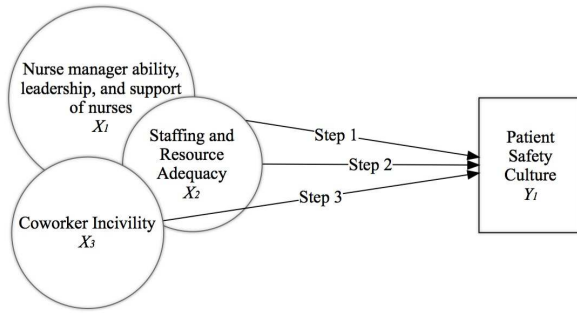 Nurse manager ability,
leadership, and support
of nurses
X1
Staffing and
Resource
Adequacy
X2
Coworker Incivility
X3
Step 1
Step 2
Step 3
Patient
Safety
Culture
Y1